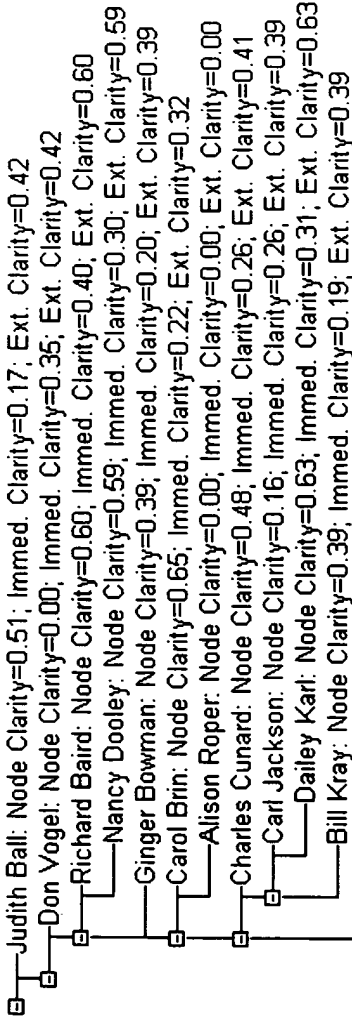 Judith Ball: Node Clarity=0.51; Immed. Clarity=0.17; Ext. Clarity=0.42
Don Vogel: Node Clarity=0.00; Immed. Clarity=0.35; Ext. Clarity=0.42
Richard Baird: Node Clarity=0.60; Immed. Clarity=0.40; Ext. Clarity=0.60
Nancy Dooley: Node Clarity=0.59; Immed. Clarity=0.30; Ext. Clarity=0.59
Ginger Bowman: Node Clarity=0.39; Immed. Clarity=0.20; Ext. Clarity=0.39
Carol Brin: Node Clarity=0.65; Immed. Clarity=0.22; Ext. Clarity=0.32
Alison Roper: Node Clarity=0.00; Immed. Clarity=0.00; Ext. Clarity=0.00
Charles Cunard: Node Clarity=0.48; Immed. Clarity=0.26; Ext. Clarity=0.41
Carl Jackson: Node Clarity=0.16; Immed. Clarity=0.26; Ext. Clarity=0.39
Dailey Karl: Node Clarity=0.63; Immed. Clarity=0.31; Ext. Clarity=0.63
Bill Kray: Node Clarity=0.39; Immed. Clarity=0.19; Ext. Clarity=0.39